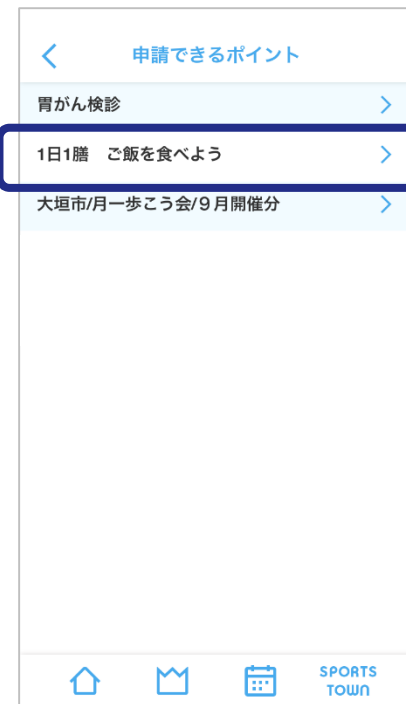 申請できるポイント
胃がん検診
1日1膳　ご飯を食べよう
大垣市/月一歩こう会/９月開催分
SPORTS
TOWN